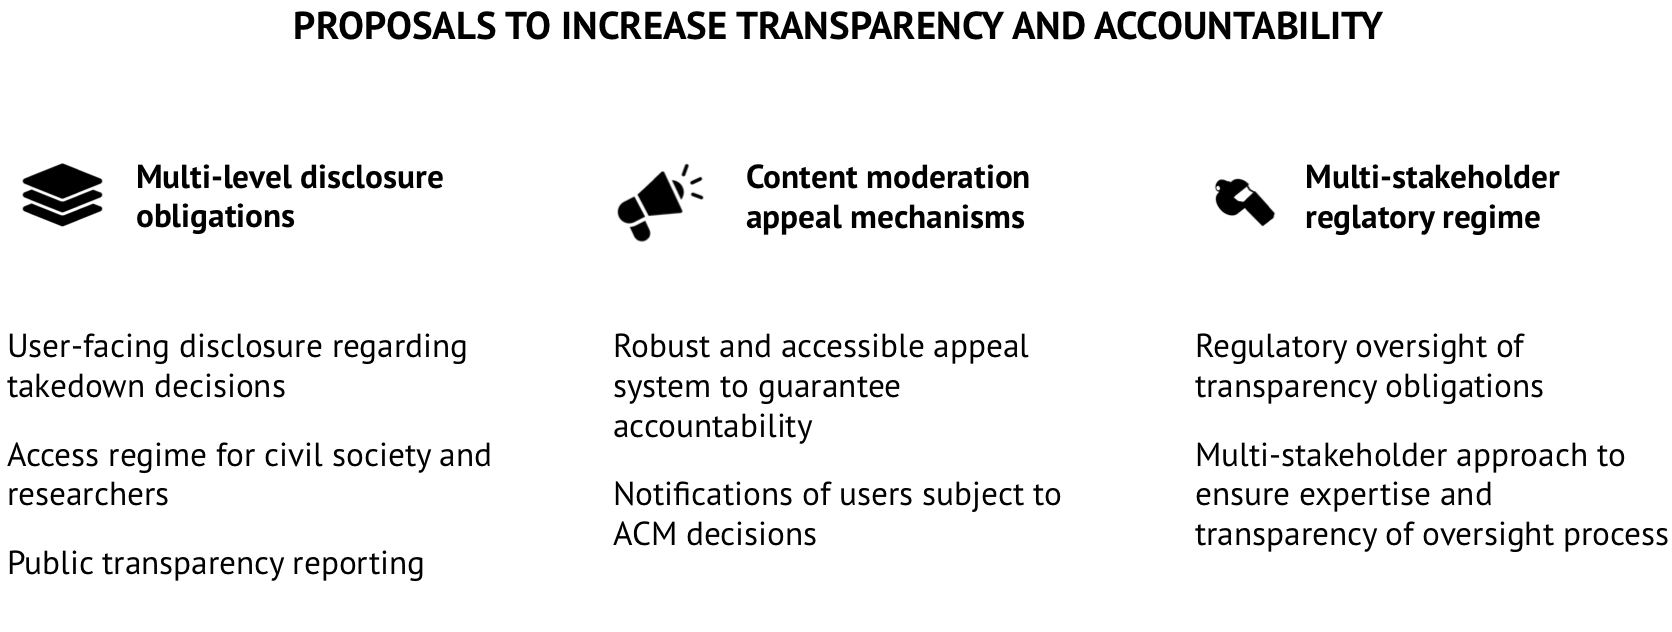 PROPOSALS TO INCREASE TRANSPARENCY AND ACCOUNTABILITY
Multi-level disclosure
obligations
User-facing disclosure regarding
takedown decisions
Access regime for civil society and
researchers
Public transparency reporting
Content moderation
appeal mechanisms
Robust and accessible appeal
system to guarantee
accountability
Notifications of users subject to
ACM decisions
Multi-stakeholder
reglatory regime
Regulatory oversight of
transparency obligations
Multi-stakeholder approach to
ensure expertise and
transparency of oversight process